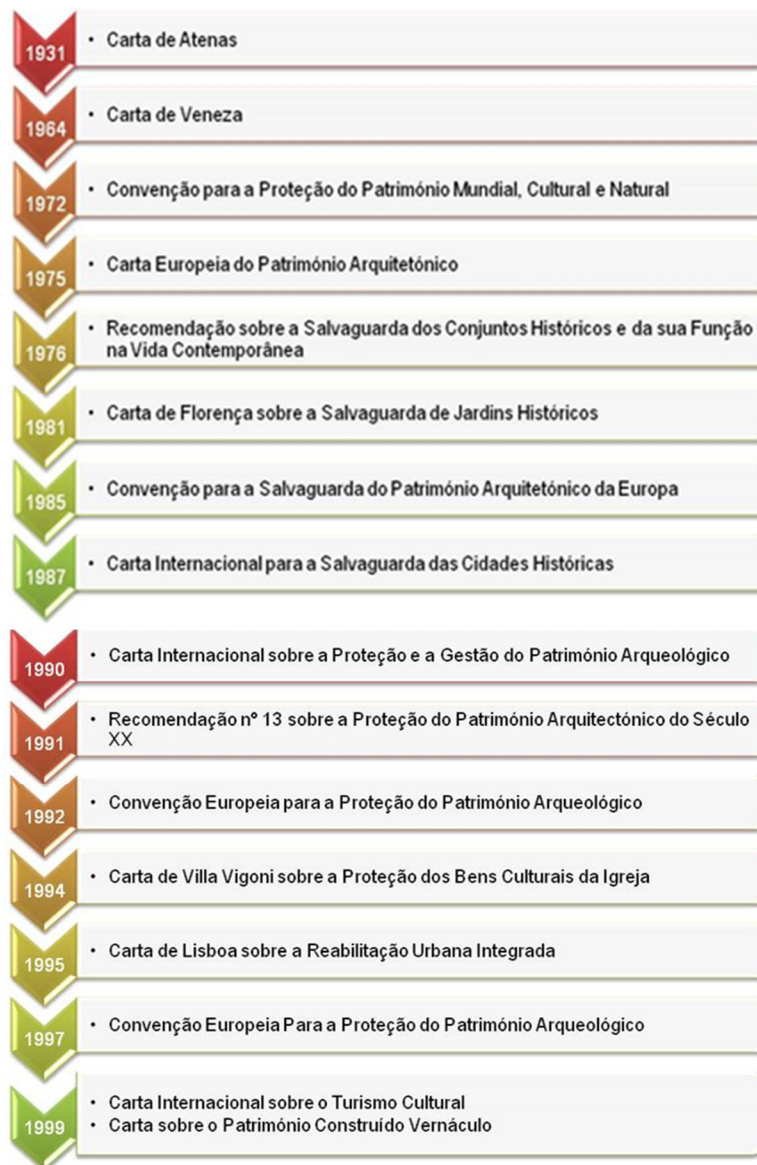 1931
• Carta de Atenas
1964
• Carta de Veneza
1972
• Convenção para a Proteção do Património Mundial, Cultural e Natural
1975
• Carta Europeia do Património Arquitetónico
1976
• Recomendação sobre a Salvaguarda dos Conjuntos Históricos e da sua Função
na Vida Contemporânea
1981
• Carta de Florença sobre a Salvaguarda de Jardins Históricos
1985
• Convenção para a Salvaguarda do Património Arquitetónico da Europa
1987
• Carta Internacional para a Salvaguarda das Cidades Históricas
1990
• Carta Internacional sobre a Proteção e a Gestão do Património Arqueológico
1991
• Recomendação nº 13 sobre a Proteção do Património Arquitectónico do Século
XX
1992
• Convenção Europeia para a Proteção do Património Arqueológico
1994
• Carta de Villa Vigoni sobre a Proteção dos Bens Culturais da Igreja
1995
• Carta de Lisboa sobre a Reabilitação Urbana Integrada
1997
• Convenção Europeia Para a Proteção do Património Arqueológico
1999
• Carta Internacional sobre o Turismo Cultural
• Carta sobre o Património Construído Vernáculo